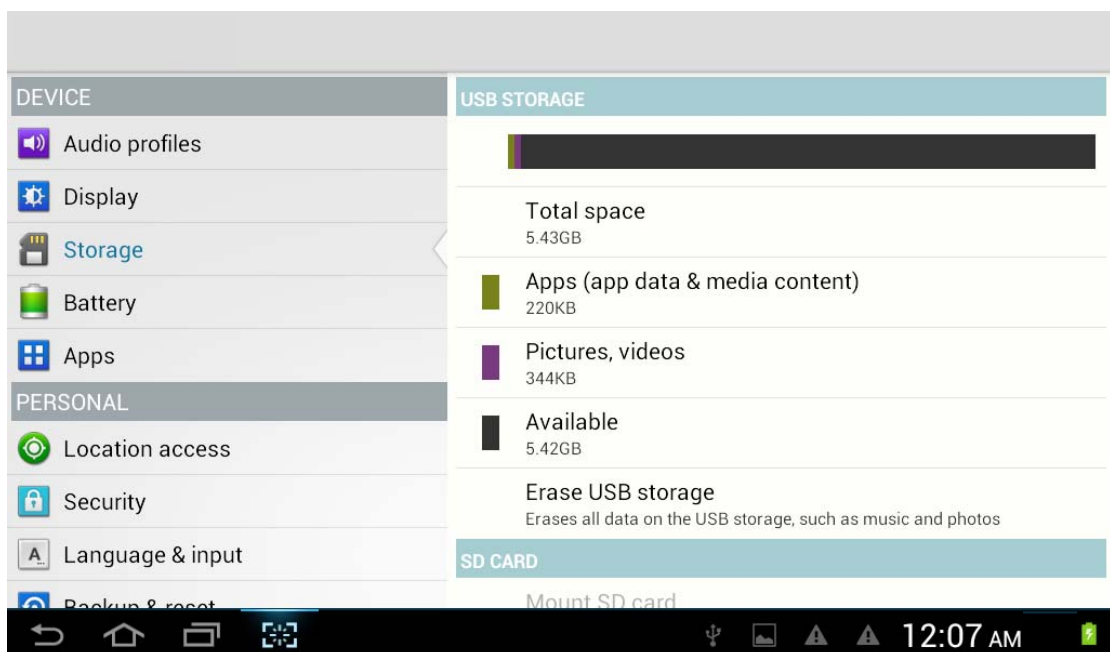 DEVICE
Audio profiles
Display
Storage
Battery
Apps
PERSONAL
Location access
Security
Language & input
Backup & reset
USB STORAGE
Total space
5.43GB
Apps (app data & media content)
220KB
Pictures, videos
344KB
Available
5.42GB
Erase USB storage
Erases all data on the USB storage, such as music and photos
SD CARD
Mount SD card
12:07 AM